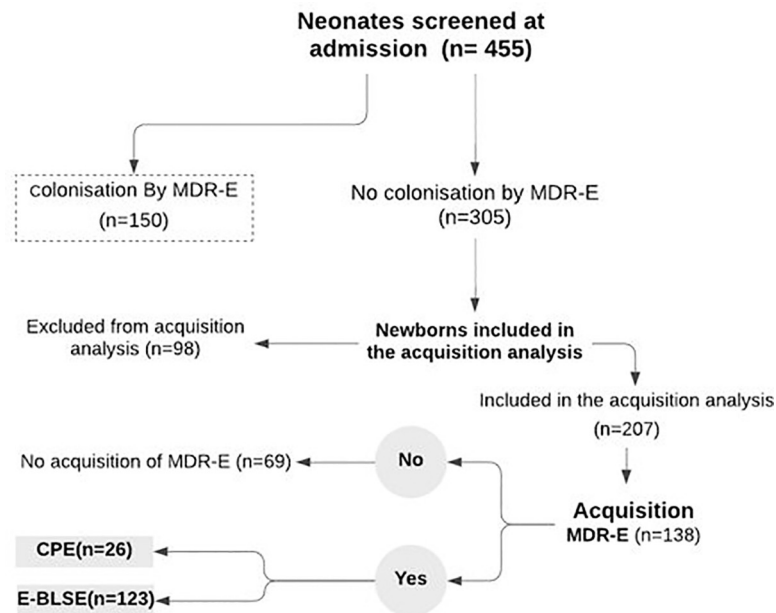 Neonates screened at
admission (n= 455)
colonisation By MDR-E
(n=150)
No colonisation by MDR-E
(n=305)
Excluded from acquisition
analysis (n=98)
Newborns included in
the acquisition analysis
Included in the acquisition analysis
(n=207)
No acquisition of MDR-E (n=69)
No
Acquisition
MDR-E (n=138)
CPE(n=26)
Yes
E-BLSE(n=123)